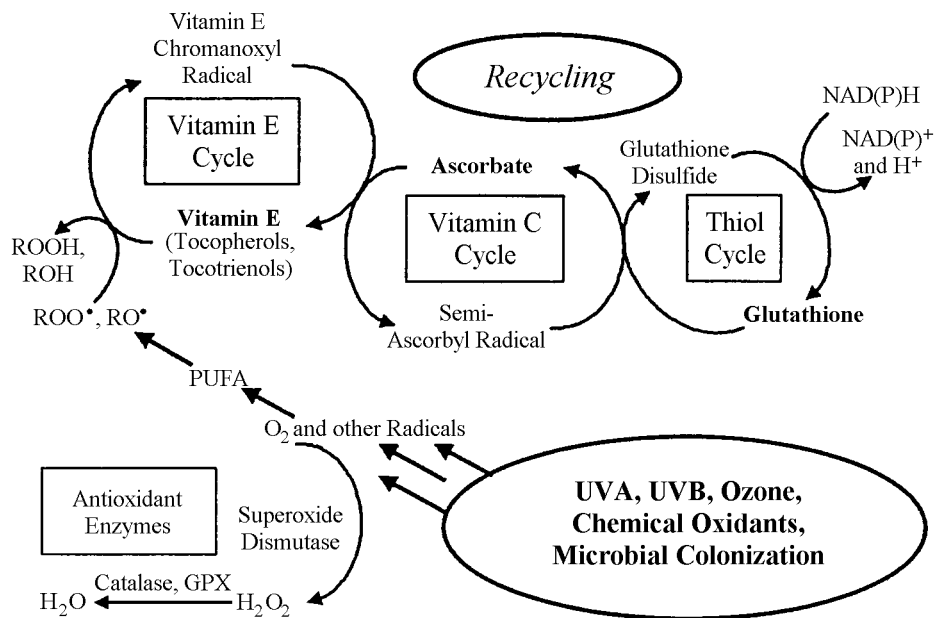 Vitamin E
Chromanoxyl
Radical
Recycling
Vitamin E
Cycle
NAD(P)H
NAD(P)⁺
and H⁺
Ascorbate
Glutathione
Disulfide
Vitamin E
(Tocopherols,
Tocotrienols)
Vitamin C
Cycle
Thiol
Cycle
ROOH,
ROH
ROO•, RO•
Semi-
Ascorbyl Radical
Glutathione
PUFA
O₂ and other Radicals
Antioxidant
Enzymes
Superoxide
Dismutase
UVA, UVB, Ozone,
Chemical Oxidants,
Microbial Colonization
Catalase, GPX
H₂O
H₂O₂